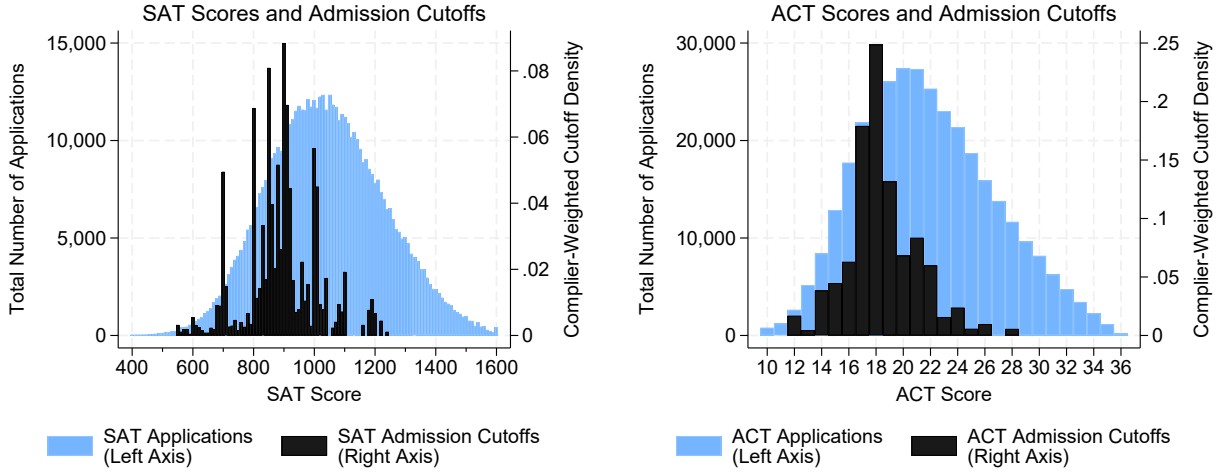 SAT Scores and Admission Cutoffs
Total Number of Applications
15,000
10,000
5,000
0
.08
.06
.04
.02
0
Complier-Weighted Cutoff Density
400 600 800 1000 1200 1400 1600
SAT Score
SAT Applications
(Left Axis)
SAT Admission Cutoffs
(Right Axis)
ACT Scores and Admission Cutoffs
Total Number of Applications
30,000
20,000
10,000
0
.25
.2
.15
.1
.05
0
Complier-Weighted Cutoff Density
10 12 14 16 18 20 22 24 26 28 30 32 34 36
ACT Score
ACT Applications
(Left Axis)
ACT Admission Cutoffs
(Right Axis)